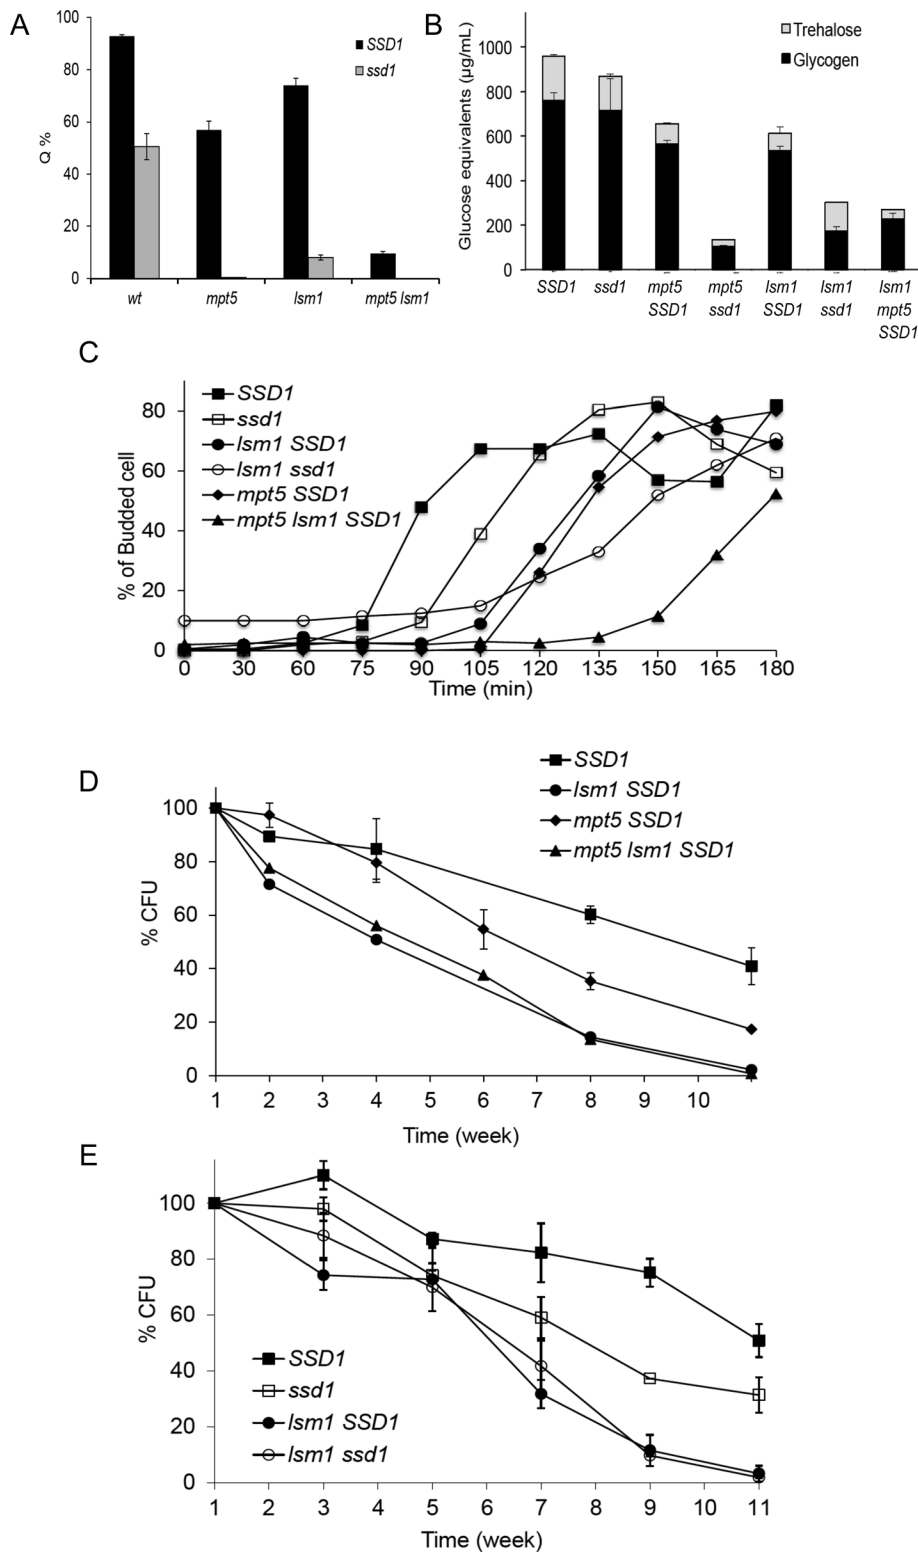 A
Q %
100
80
60
40
20
0
SSD1
ssd1
wt
mpt5
lsm1
mpt5 lsm1
B
Glucose equivalents (µg/mL)
1000
800
600
400
200
0
Trehalose
Glycogen
SSD1
ssd1
mpt5
SSD1
mpt5
ssd1
lsm1
SSD1
lsm1
ssd1
lsm1
mpt5
SSD1
C
% of Budded cell
80
60
40
20
0
SSD1
ssd1
lsm1 SSD1
lsm1 ssd1
mpt5 SSD1
mpt5 lsm1 SSD1
0 30 60 75 90 105 120 135 150 165 180
Time (min)
D
% CFU
100
80
60
40
20
0
SSD1
lsm1 SSD1
mpt5 SSD1
mpt5 lsm1 SSD1
1 2 3 4 5 6 7 8 9 10
Time (week)
E
% CFU
100
80
60
40
20
0
SSD1
ssd1
lsm1 SSD1
lsm1 ssd1
1 2 3 4 5 6 7 8 9 10 11
Time (week)